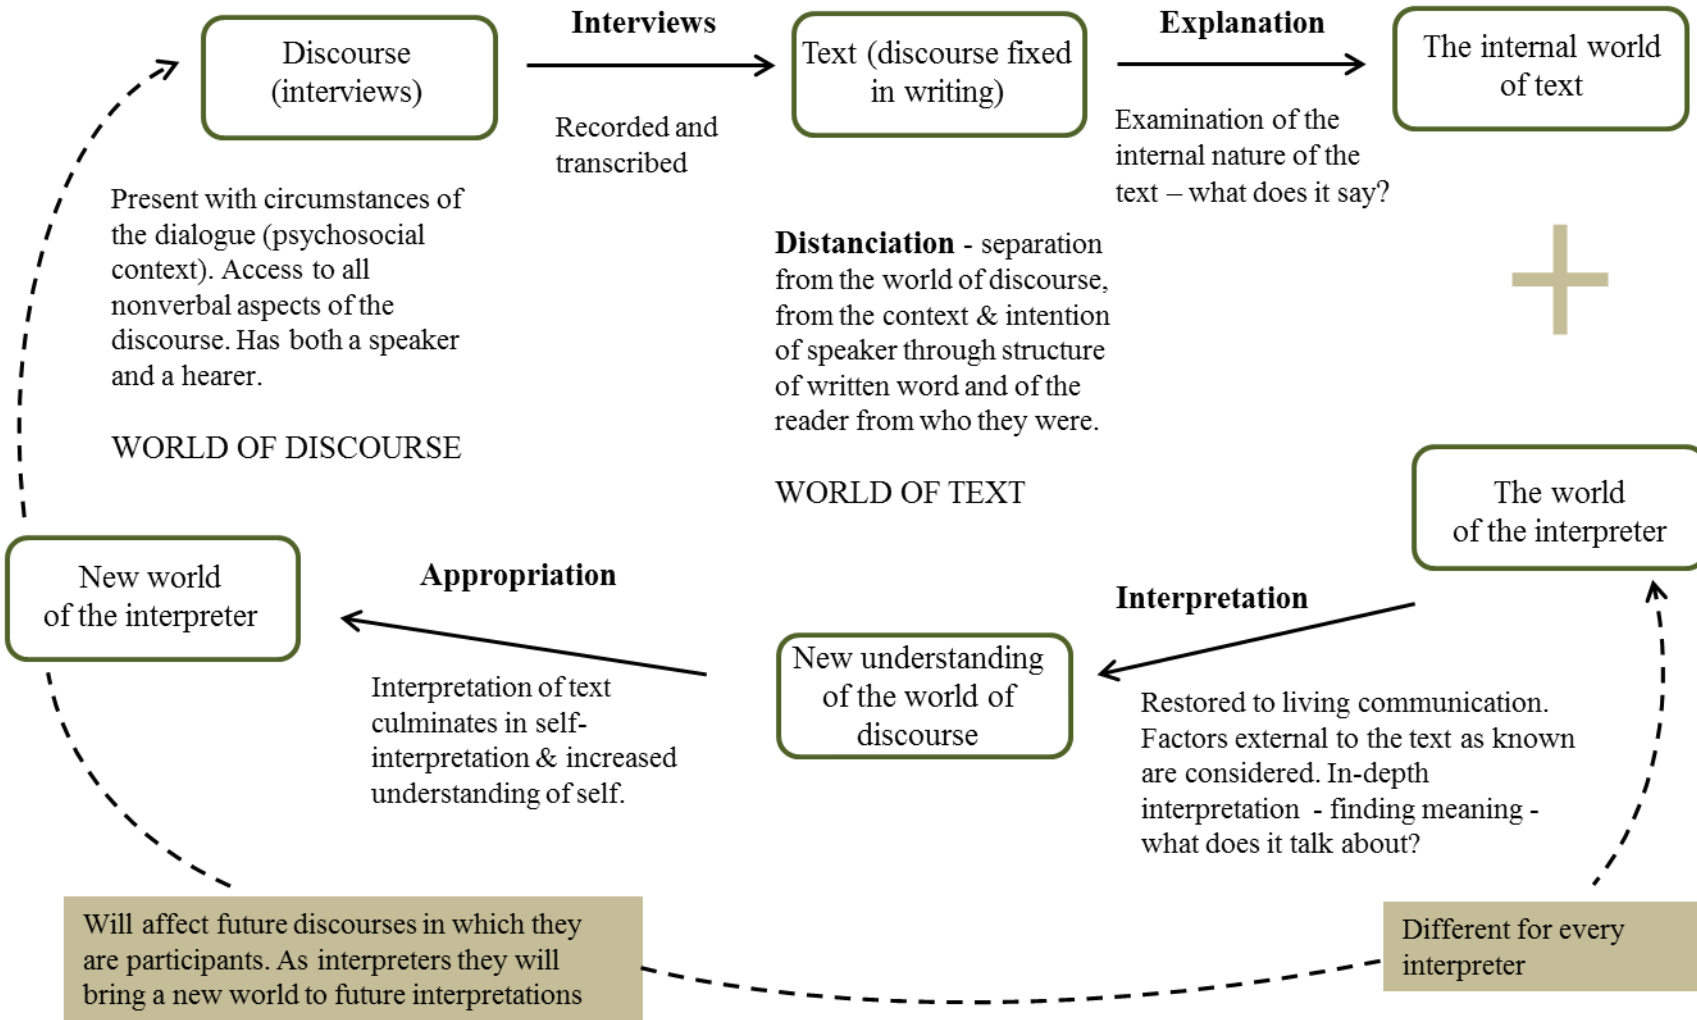 Discourse
(interviews)
Interviews
Recorded and
transcribed
Text (discourse fixed
in writing)
Explanation
Examination of the
internal nature of the
text – what does it say?
The internal world
of text
Present with circumstances of
the dialogue (psychosocial
context). Access to all
nonverbal aspects of the
discourse. Has both a speaker
and a hearer.
WORLD OF DISCOURSE
Distanciation - separation
from the world of discourse,
from the context & intention
of speaker through structure
of written word and of the
reader from who they were.
WORLD OF TEXT
+
The world
of the interpreter
Interpretation
Restored to living communication.
Factors external to the text as known
are considered. In-depth
interpretation - finding meaning -
what does it talk about?
New understanding
of the world of
discourse
Appropriation
Interpretation of text
culminates in self-
interpretation & increased
understanding of self.
New world
of the interpreter
Will affect future discourses in which they
are participants. As interpreters they will
bring a new world to future interpretations
Different for every
interpreter